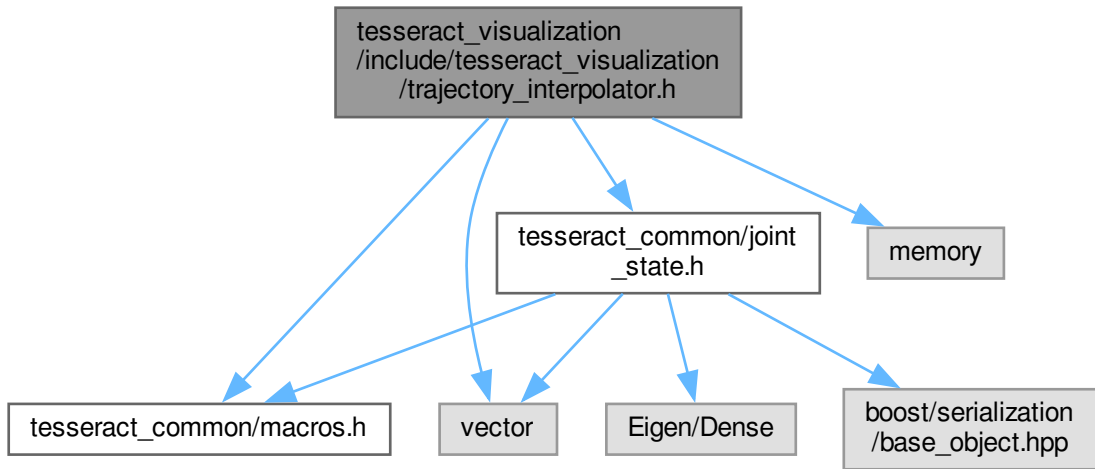 tesseract_visualization
/include/tesseract_visualization
/trajectory_interpolator.h
tesseract_common/joint
_state.h
memory
tesseract_common/macros.h
vector
Eigen/Dense
boost/serialization
/base_object.hpp